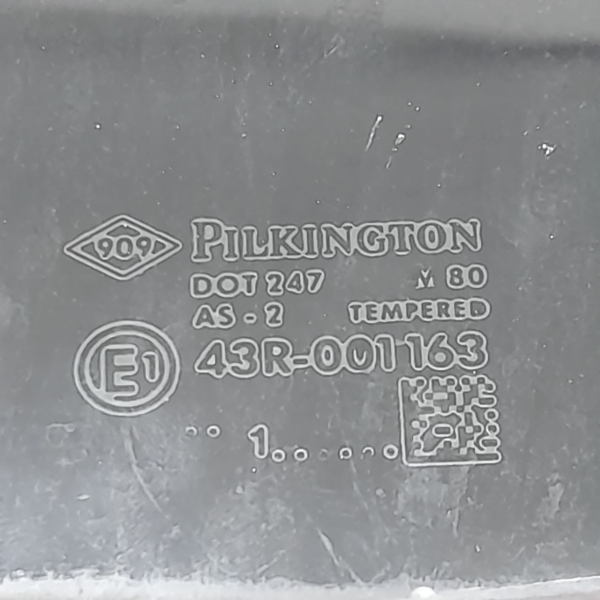 909 PILKINGTON
DOT 247 M 80
AS - 2 TEMPERED
E1 43R-001163
.. 1......